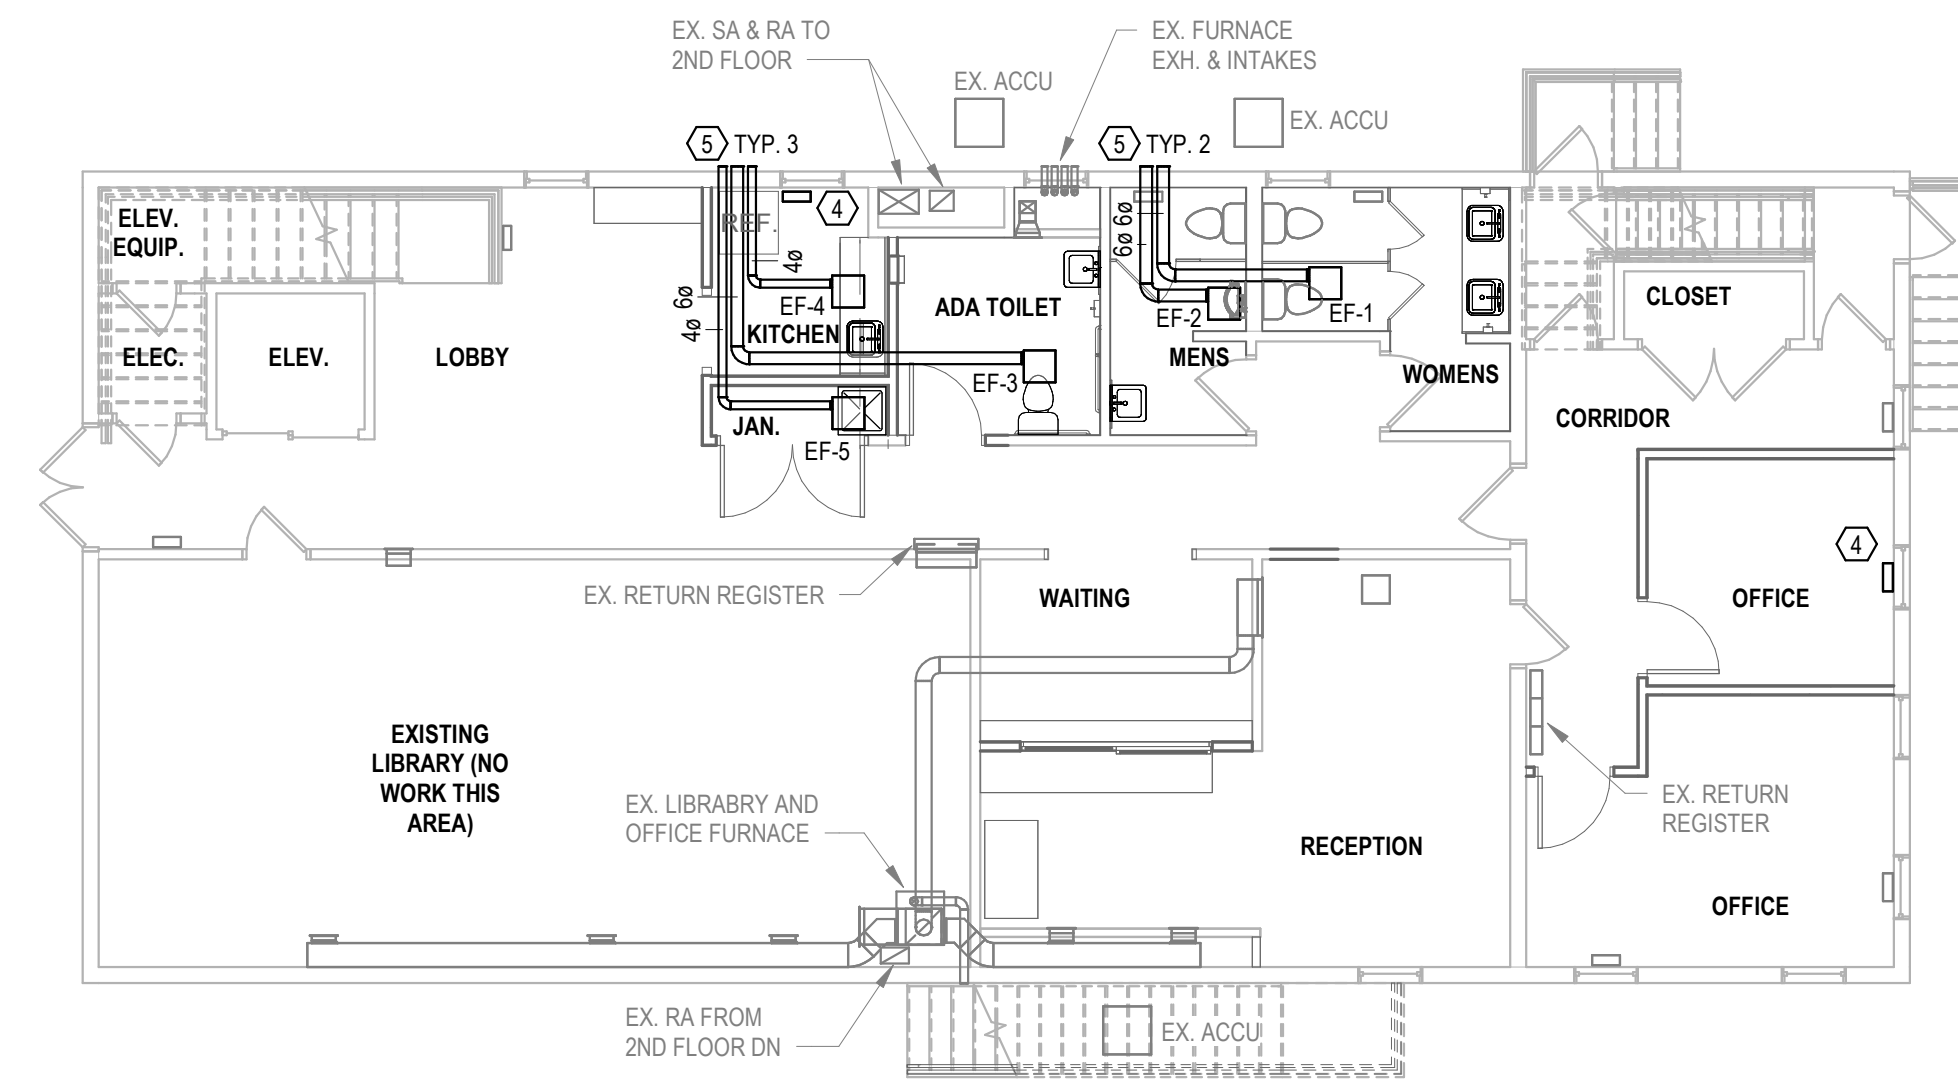 EX. SA & RA TO
2ND FLOOR
EX. FURNACE
EXH. & INTAKES
EX. ACCU
EX. ACCU
5 TYP. 3
5 TYP. 2
ELEV.
EQUIP.
REF.
4
4ø
6ø
4ø
6ø
6ø
EF-4
KITCHEN
ADA TOILET
EF-2
EF-1
CLOSET
ELEC.
ELEV.
LOBBY
EF-3
MENS
WOMENS
JAN.
EF-5
CORRIDOR
4
EX. RETURN REGISTER
WAITING
OFFICE
EXISTING
LIBRARY (NO
WORK THIS
AREA)
EX. LIBRABRY AND
OFFICE FURNACE
EX. RETURN
REGISTER
RECEPTION
OFFICE
EX. RA FROM
2ND FLOOR DN
EX. ACCU